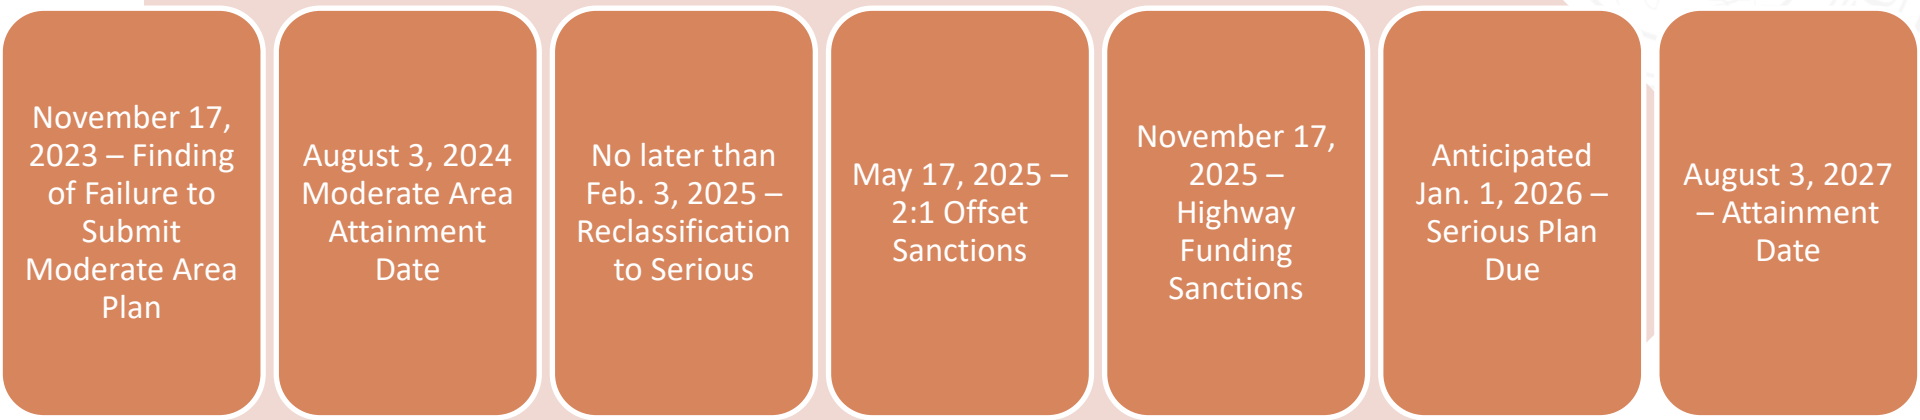 November 17,
2023 – Finding
of Failure to
Submit
Moderate Area
Plan
August 3, 2024
Moderate Area
Attainment
Date
No later than
Feb. 3, 2025 –
Reclassification
to Serious
May 17, 2025 –
2:1 Offset
Sanctions
November 17,
2025 –
Highway
Funding
Sanctions
Anticipated
Jan. 1, 2026 –
Serious Plan
Due
August 3, 2027
– Attainment
Date